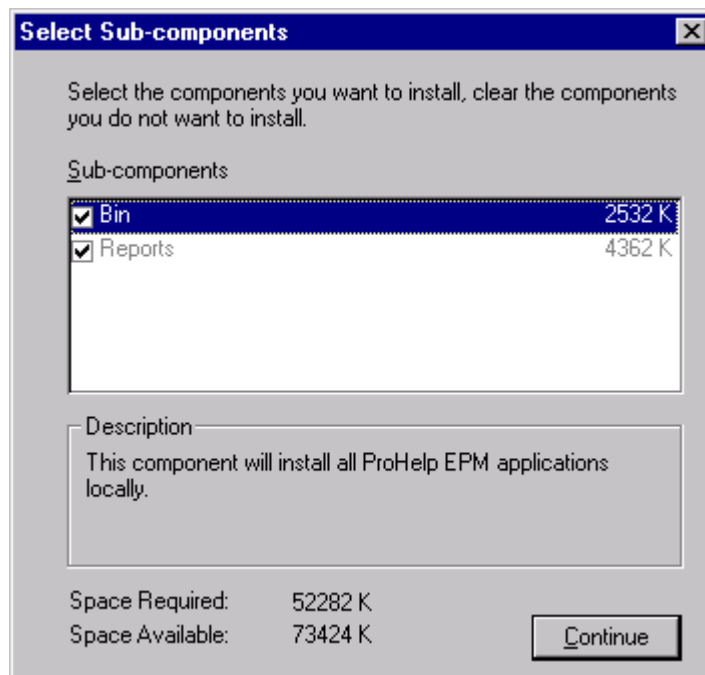 Select Sub-components
Select the components you want to install, clear the components
you do not want to install.
Sub-components
Bin 2532 K
Reports 4362 K
Description
This component will install all ProHelp EPM applications
locally.
Space Required: 52282 K
Space Available: 73424 K
Continue